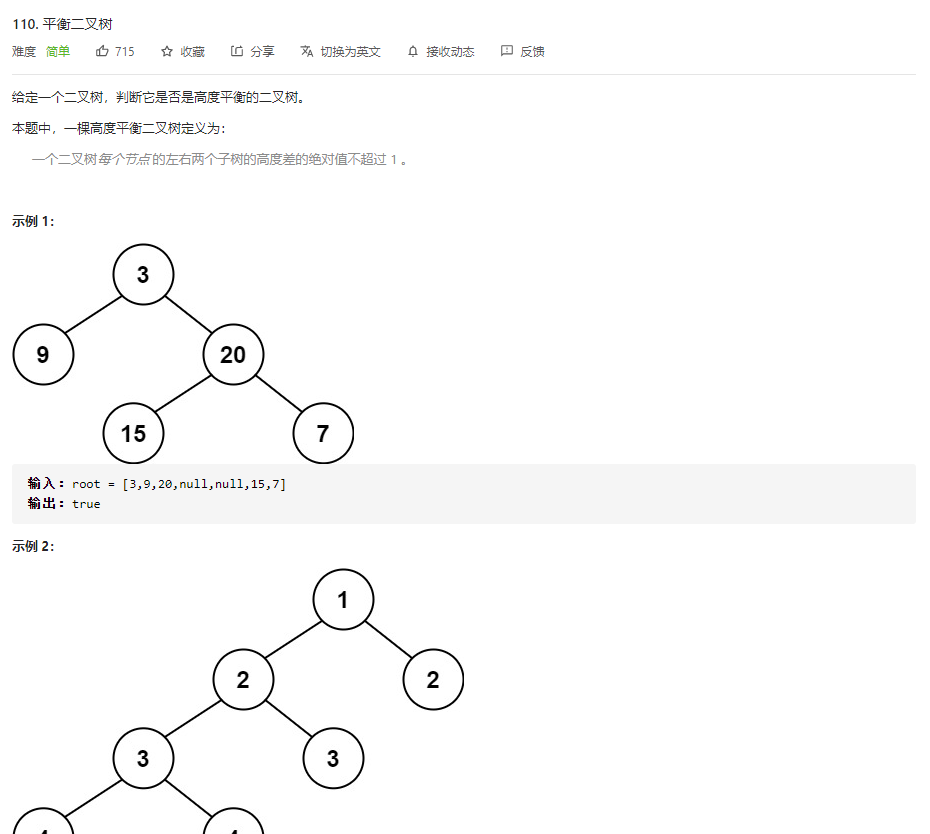 110. 平衡二叉树
难度 简单 715 收藏 分享 切换为英文 接收动态 反馈
给定一个二叉树，判断它是否是高度平衡的二叉树。
本题中，一棵高度平衡二叉树定义为：
一个二叉树每个节点的左右两个子树的高度差的绝对值不超过 1 。
示例 1：
3
9 20
15 7
输入：root = [3,9,20,null,null,15,7]
输出：true
示例 2：
1
2 2
3 3